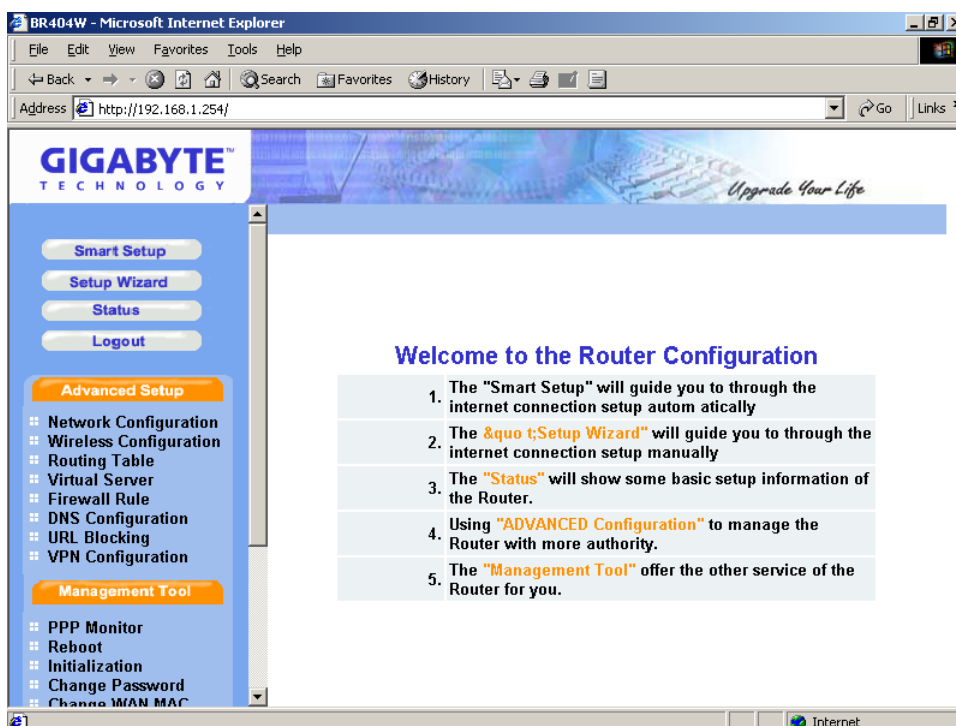 BR404W - Microsoft Internet Explorer
File Edit View Favorites Tools Help
Back Search Favorites History
Address http://192.168.1.254/ Go Links
GIGABYTE™
TECHNOLOGY
Upgrade Your Life
Smart Setup
Setup Wizard
Status
Logout
Advanced Setup
Network Configuration
Wireless Configuration
Routing Table
Virtual Server
Firewall Rule
DNS Configuration
URL Blocking
VPN Configuration
Management Tool
PPP Monitor
Reboot
Initialization
Change Password
Change WAN MAC
Welcome to the Router Configuration
1. The "Smart Setup" will guide you to through the
internet connection setup autom atically
2. The &quo t;Setup Wizard" will guide you to through the
internet connection setup manually
3. The "Status" will show some basic setup information of
the Router.
4. Using "ADVANCED Configuration" to manage the
Router with more authority.
5. The "Management Tool" offer the other service of the
Router for you.
Internet